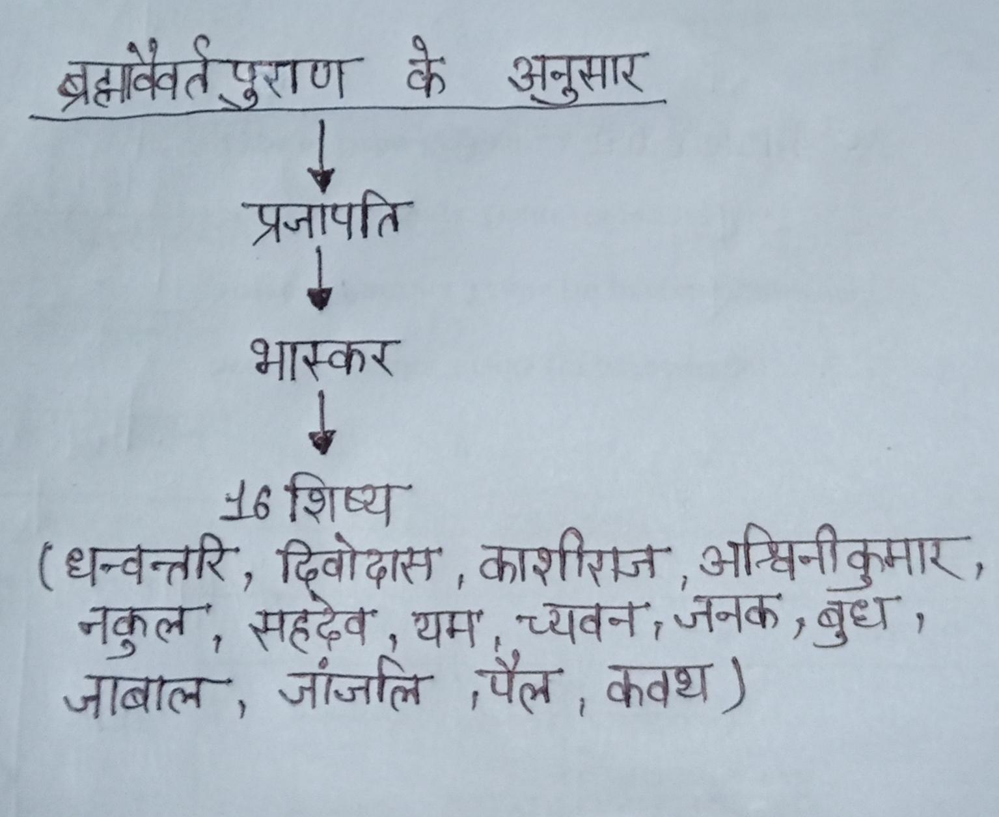 ब्रह्मवैवर्त पुराण के अनुसार
प्रजापति
भास्कर
16 शिष्य
(धन्वन्तरि, दिवोदास, काशीराज, अश्विनीकुमार,
नकुल, सहदेव, यम, च्यवन, जनक, बुध,
जाबाल, जांजलि, पैल, कवथ)